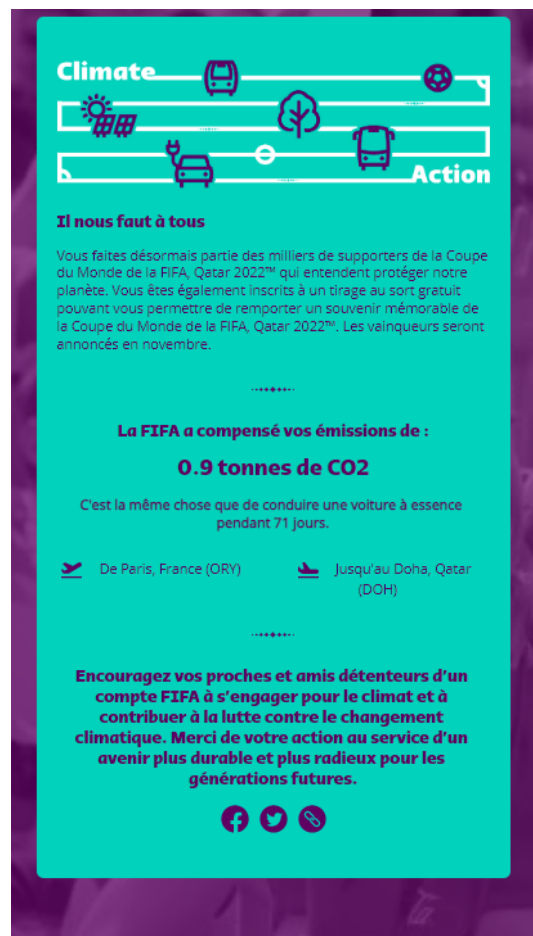 Climate
Action
Il nous faut à tous
Vous faites désormais partie des milliers de supporters de la Coupe
du Monde de la FIFA, Qatar 2022™ qui entendent protéger notre
planète. Vous êtes également inscrits à un tirage au sort gratuit
pouvant vous permettre de remporter un souvenir mémorable de
la Coupe du Monde de la FIFA, Qatar 2022™. Les vainqueurs seront
annoncés en novembre.
La FIFA a compensé vos émissions de :
0.9 tonnes de CO2
C'est la même chose que de conduire une voiture à essence
pendant 71 jours.
De Paris, France (ORY)
Jusqu'au Doha, Qatar
(DOH)
Encouragez vos proches et amis détenteurs d’un
compte FIFA à s’engager pour le climat et à
contribuer à la lutte contre le changement
climatique. Merci de votre action au service d’un
avenir plus durable et plus radieux pour les
générations futures.